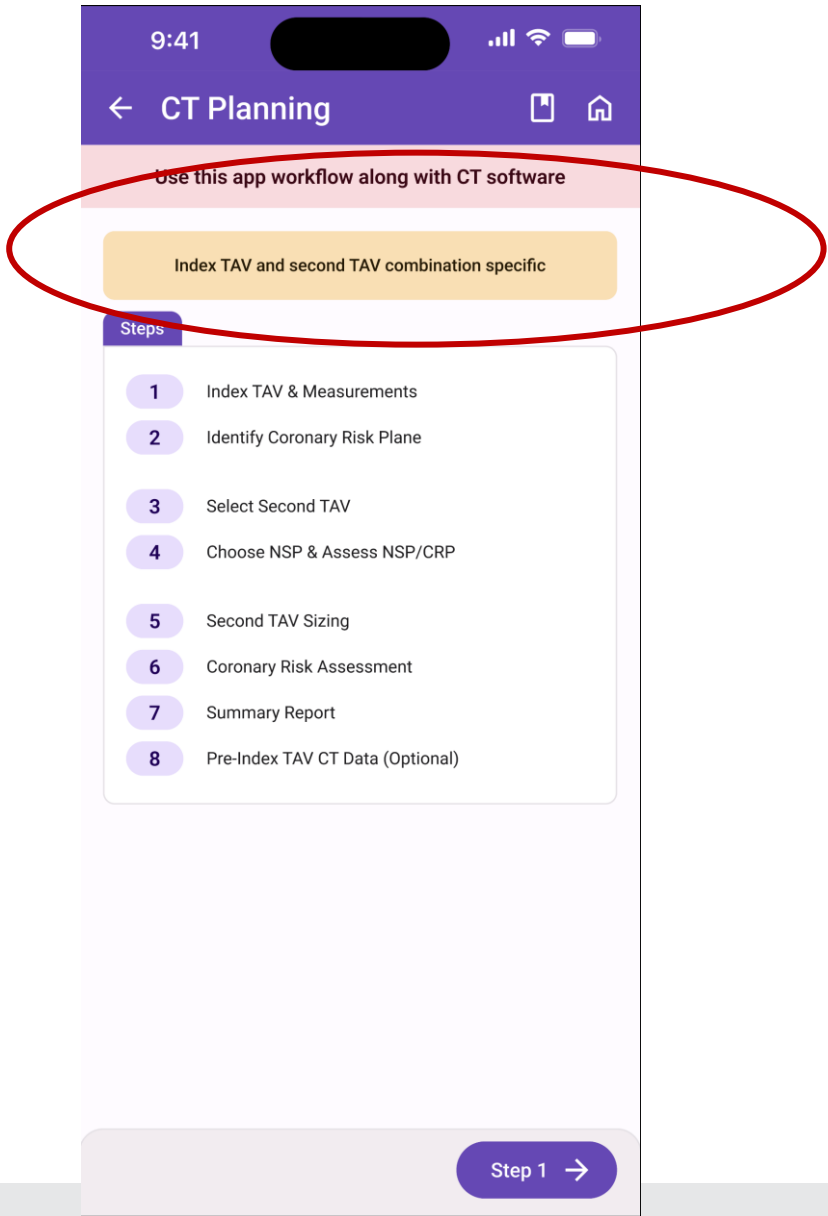 9:41
CT Planning
Use this app workflow along with CT software
Index TAV and second TAV combination specific
Steps
1 Index TAV & Measurements
2 Identify Coronary Risk Plane
3 Select Second TAV
4 Choose NSP & Assess NSP/CRP
5 Second TAV Sizing
6 Coronary Risk Assessment
7 Summary Report
8 Pre-Index TAV CT Data (Optional)
Step 1